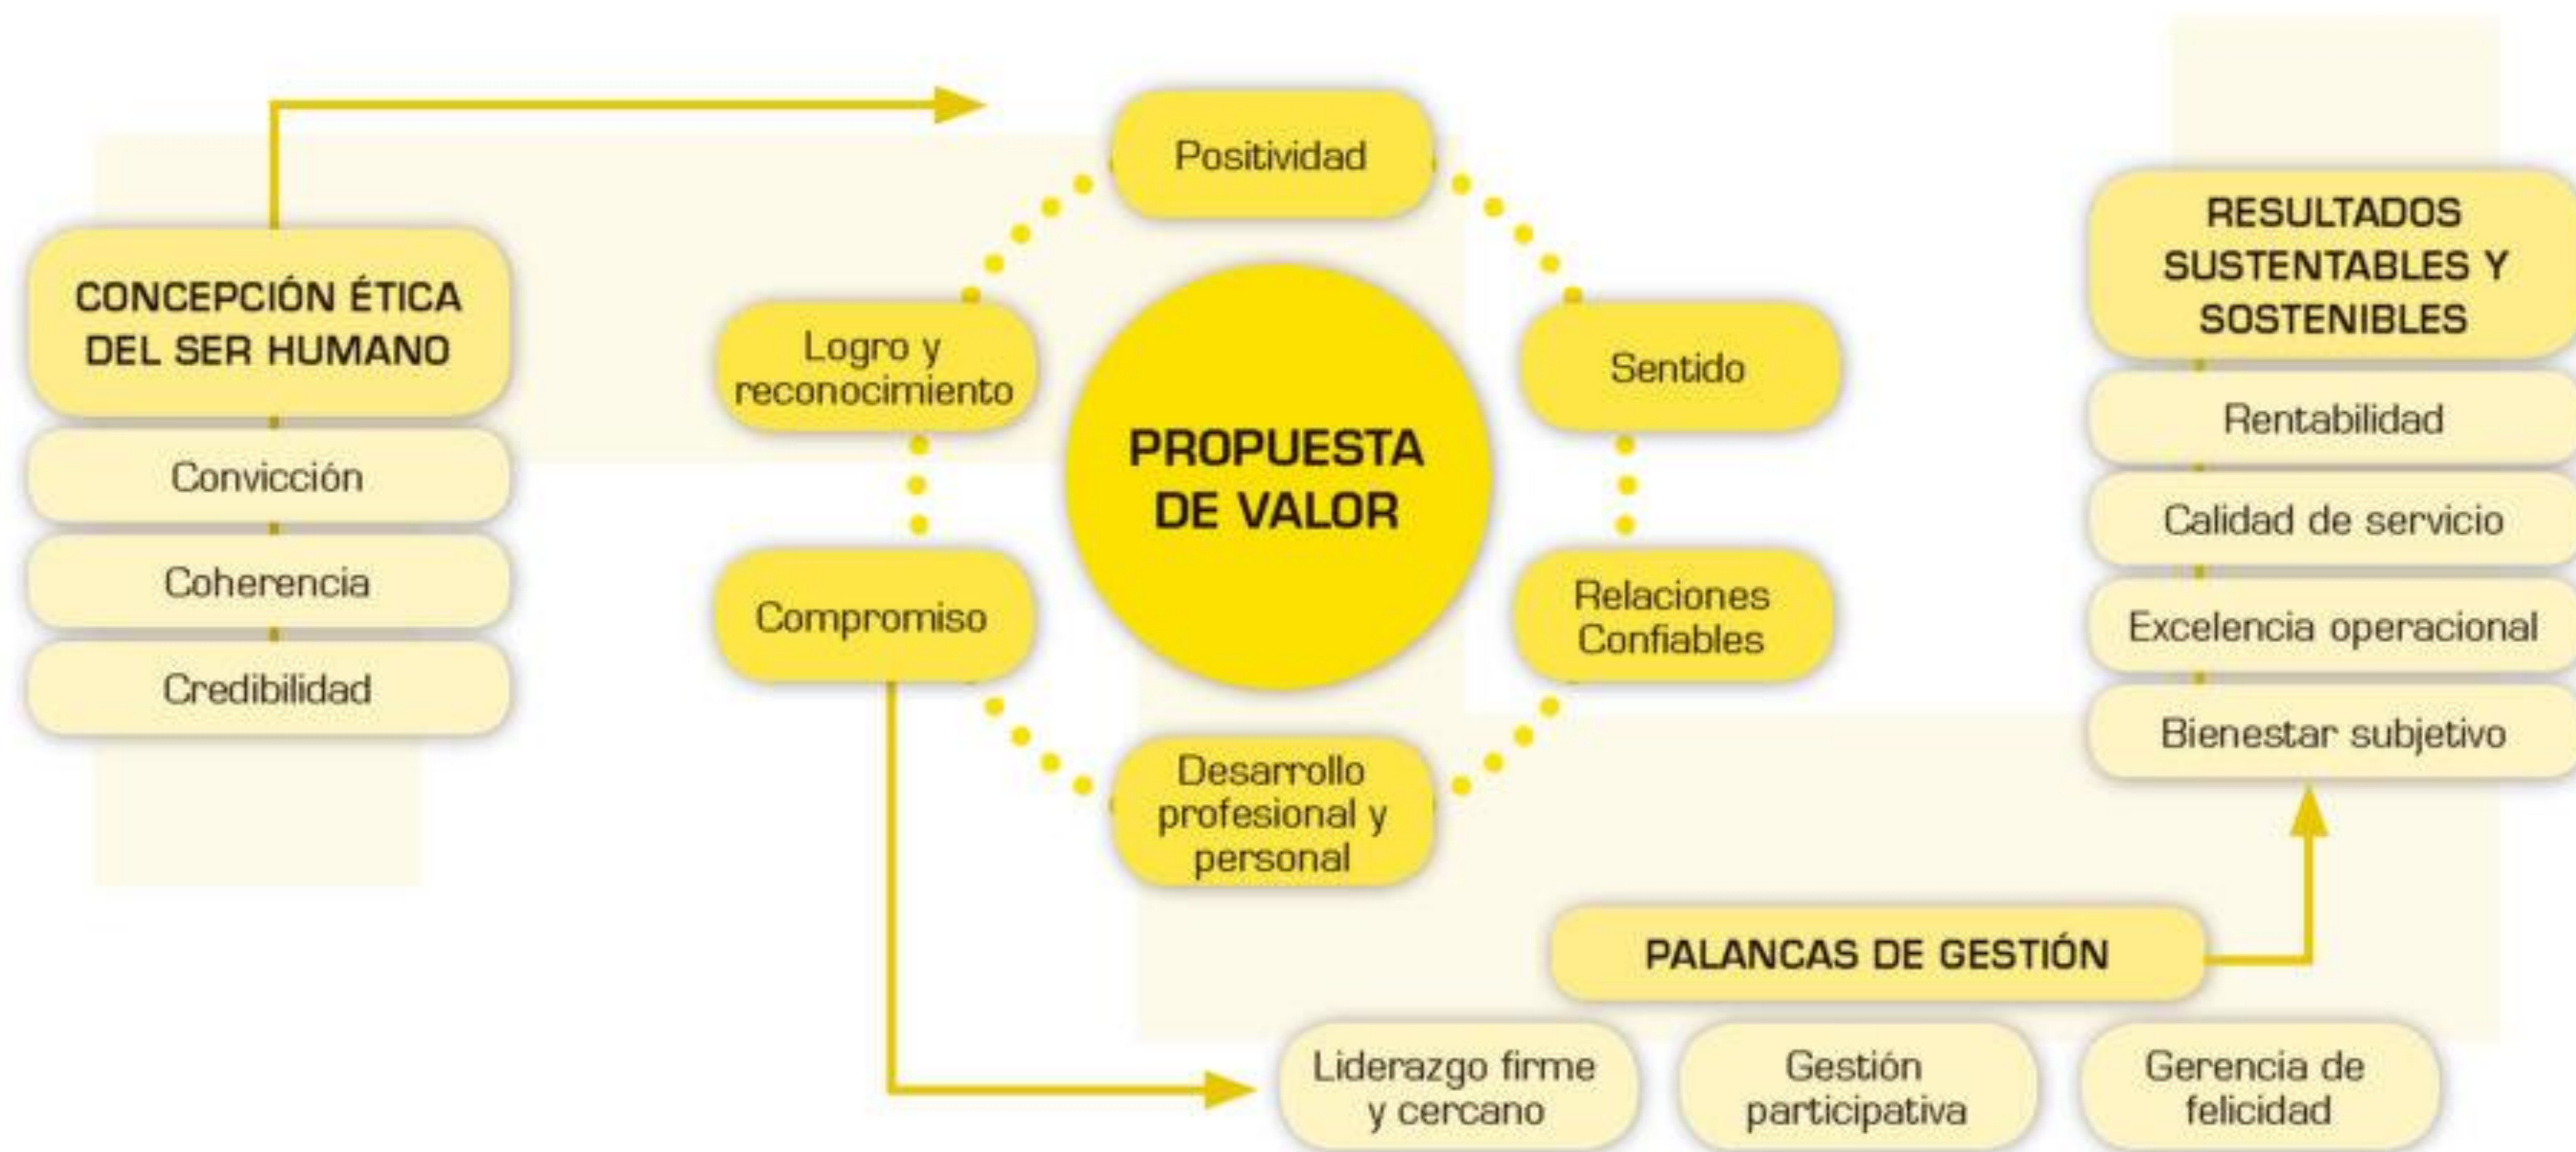 CONCEPCIÓN ÉTICA
DEL SER HUMANO
Convicción
Coherencia
Credibilidad
Positividad
Logro y
reconocimiento
Sentido
PROPUESTA
DE VALOR
Compromiso
Relaciones
Confiables
Desarrollo
profesional y
personal
RESULTADOS
SUSTENTABLES Y
SOSTENIBLES
Rentabilidad
Calidad de servicio
Excelencia operacional
Bienestar subjetivo
PALANCAS DE GESTIÓN
Liderazgo firme
y cercano
Gestión
participativa
Gerencia de
felicidad